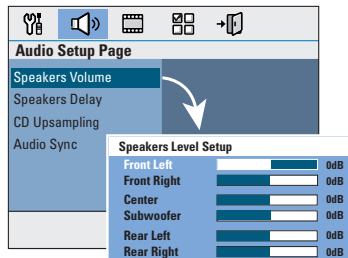 Audio Setup Page
Speakers Volume
Speakers Delay
CD Upsampling
Audio Sync
Speakers Level Setup
Front Left 0dB
Front Right 0dB
Center 0dB
Subwoofer 0dB
Rear Left 0dB
Rear Right 0dB